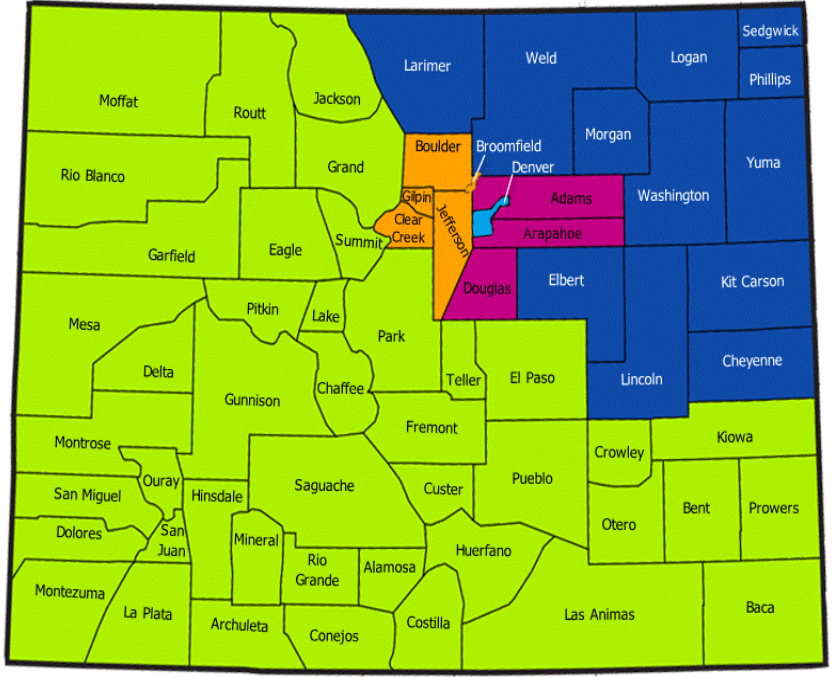 Sedgwick
Larimer
Weld
Logan
Phillips
Moffat
Jackson
Routt
Morgan
Boulder
Broomfield
Denver
Grand
Yuma
Rio Blanco
Gilpin
Adams
Washington
Clear
Creek
Jefferson
Arapahoe
Summit
Eagle
Garfield
Elbert
Kit Carson
Douglas
Pitkin
Lake
Mesa
Park
Cheyenne
Delta
Teller
El Paso
Lincoln
Chaffee
Gunnison
Fremont
Kiowa
Montrose
Crowley
Ouray
Pueblo
Saguache
Custer
San Miguel
Hinsdale
Bent
Prowers
Otero
Dolores
San
Juan
Mineral
Huerfano
Rio
Grande
Alamosa
Montezuma
La Plata
Baca
Las Animas
Costilla
Archuleta
Conejos